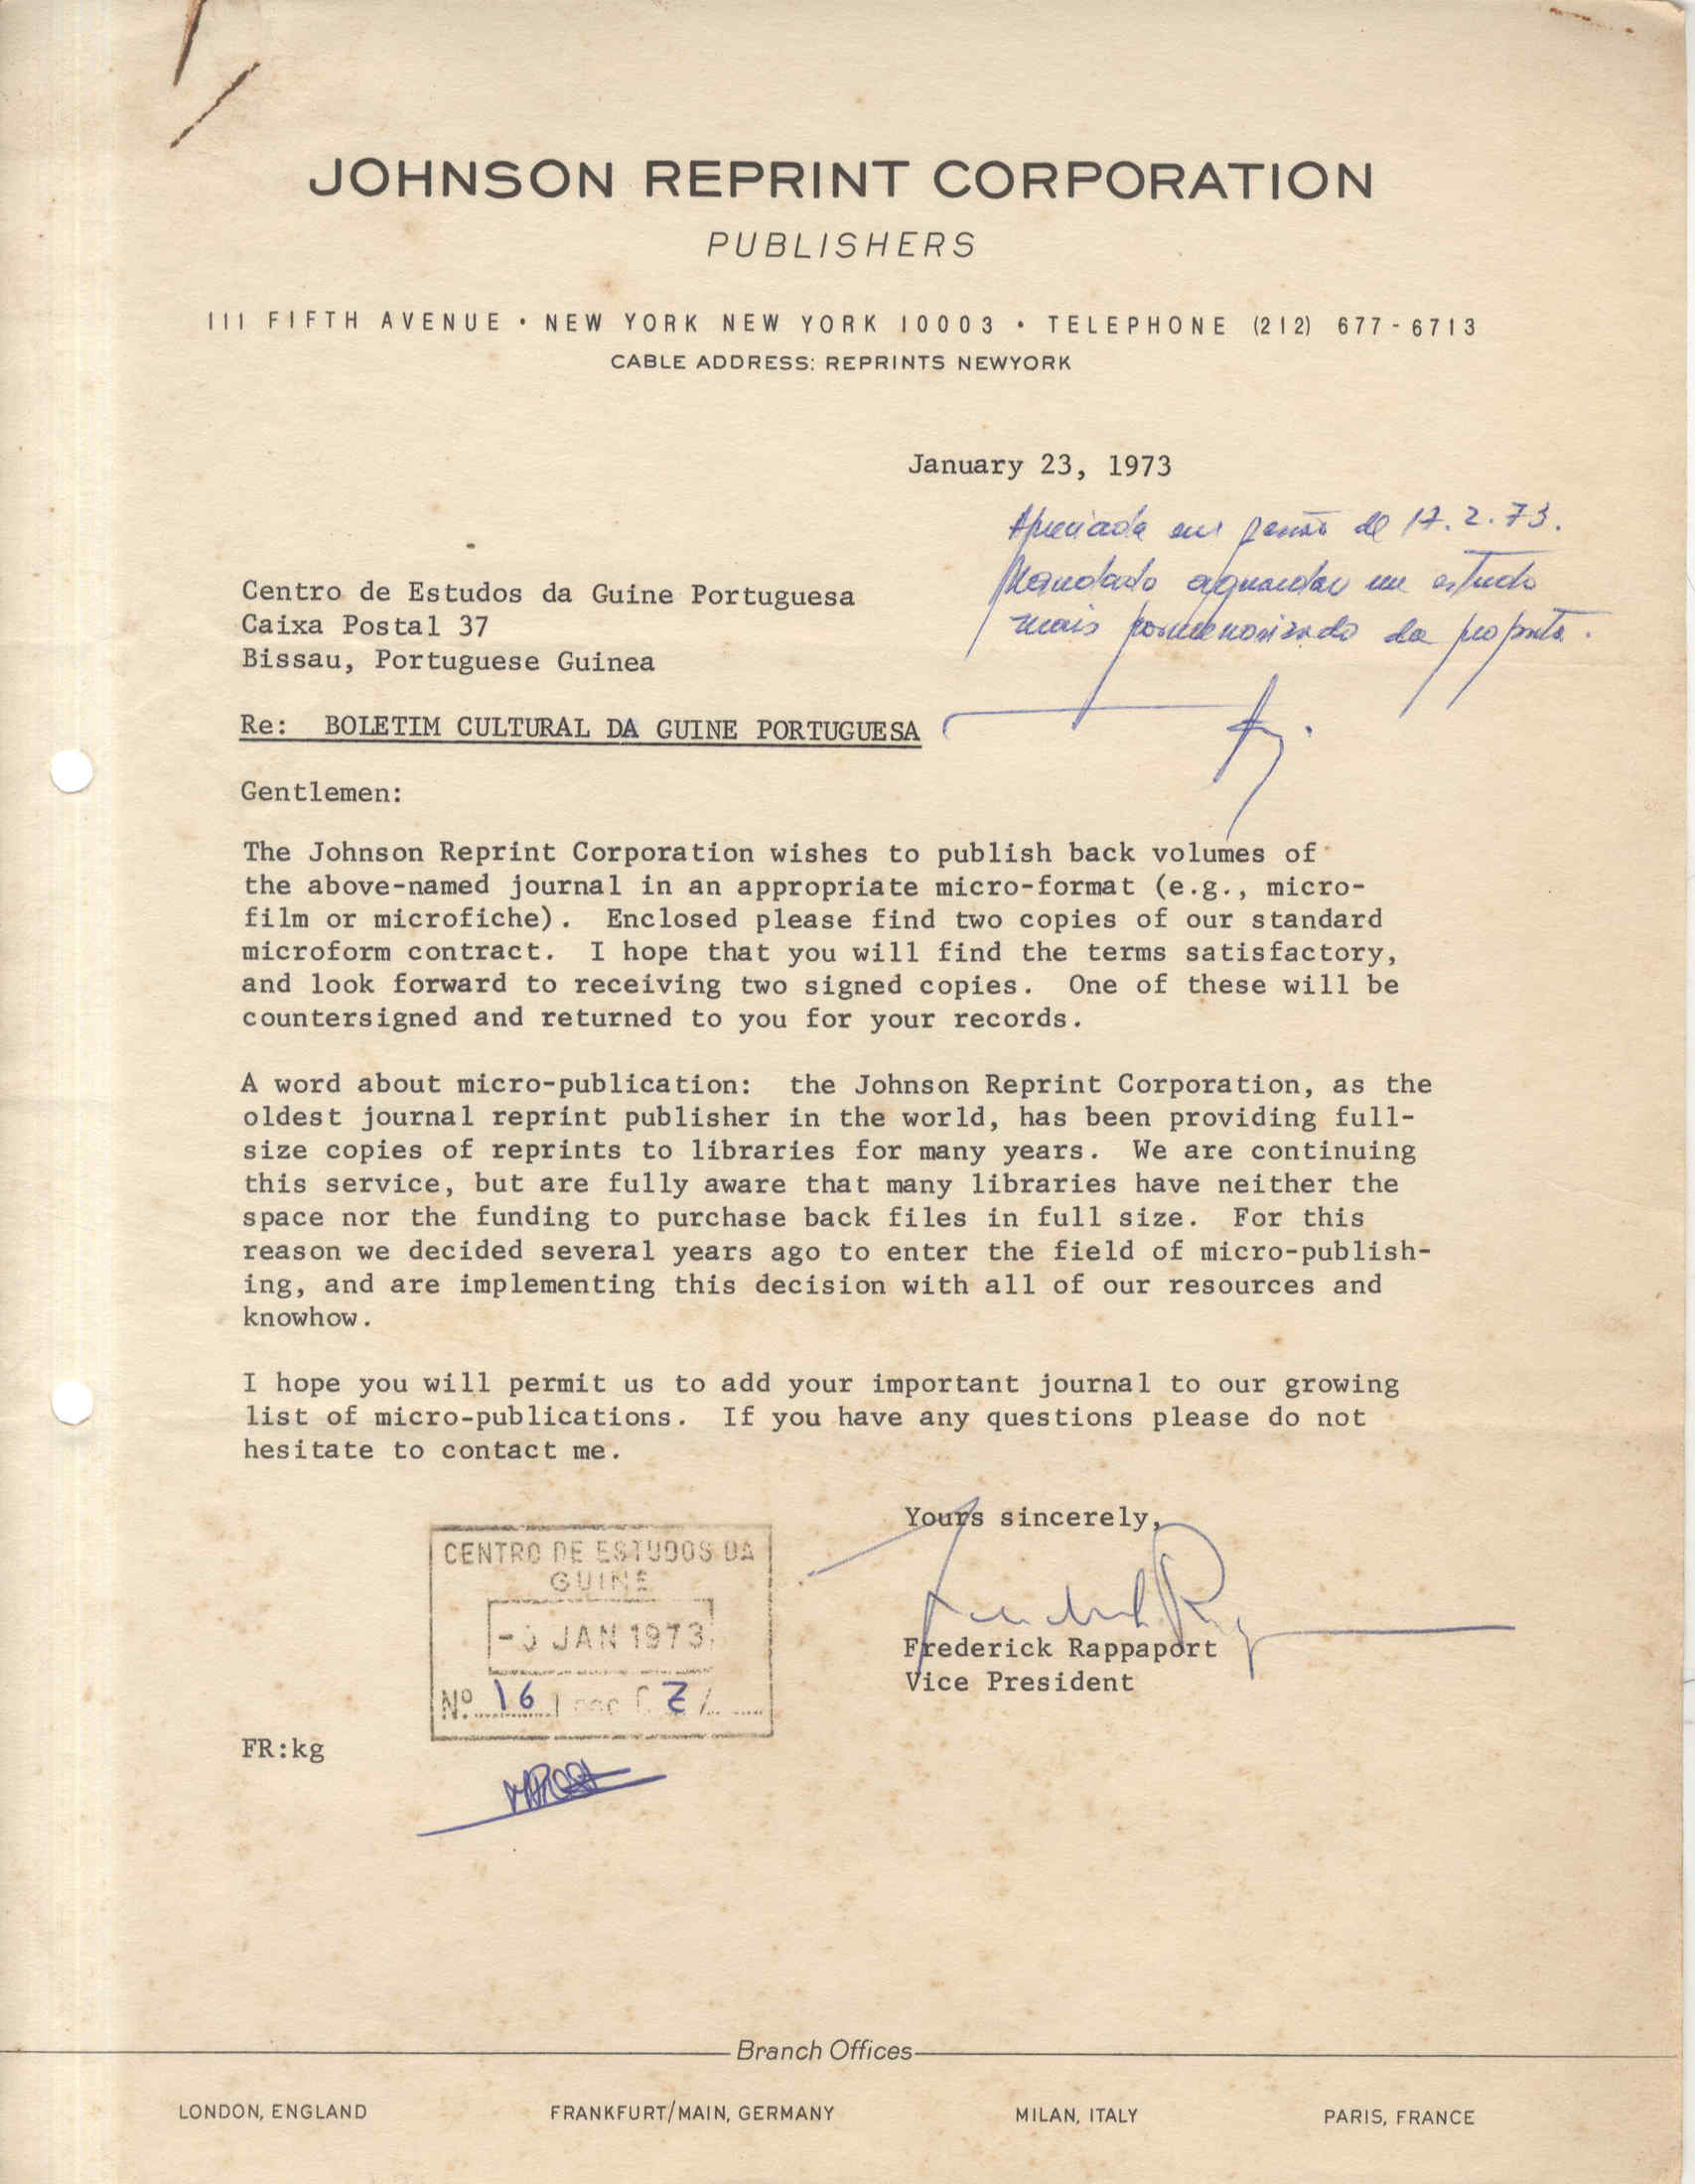 JOHNSON REPRINT CORPORATION
PUBLISHERS
111 FIFTH AVENUE • NEW YORK NEW YORK 10003 • TELEPHONE (212) 677-6713
CABLE ADDRESS: REPRINTS NEWYORK
January 23, 1973
Apreciada em sessão de 17.2.73.
Mandado aguardar um estudo
mais pormenorizado da proposta.
Centro de Estudos da Guine Portuguesa
Caixa Postal 37
Bissau, Portuguese Guinea
Re: BOLETIM CULTURAL DA GUINE PORTUGUESA
Gentlemen:
The Johnson Reprint Corporation wishes to publish back volumes of
the above-named journal in an appropriate micro-format (e.g., micro-
film or microfiche). Enclosed please find two copies of our standard
microform contract. I hope that you will find the terms satisfactory,
and look forward to receiving two signed copies. One of these will be
countersigned and returned to you for your records.
A word about micro-publication: the Johnson Reprint Corporation, as the
oldest journal reprint publisher in the world, has been providing full-
size copies of reprints to libraries for many years. We are continuing
this service, but are fully aware that many libraries have neither the
space nor the funding to purchase back files in full size. For this
reason we decided several years ago to enter the field of micro-publish-
ing, and are implementing this decision with all of our resources and
knowhow.
I hope you will permit us to add your important journal to our growing
list of micro-publications. If you have any questions please do not
hesitate to contact me.
Yours sincerely,
Frederick Rappaport
Vice President
CENTRO DE ESTUDOS DA
GUINE
JAN 1973
Nº 16
FR:kg
Branch Offices
LONDON, ENGLAND FRANKFURT/MAIN, GERMANY MILAN, ITALY PARIS, FRANCE